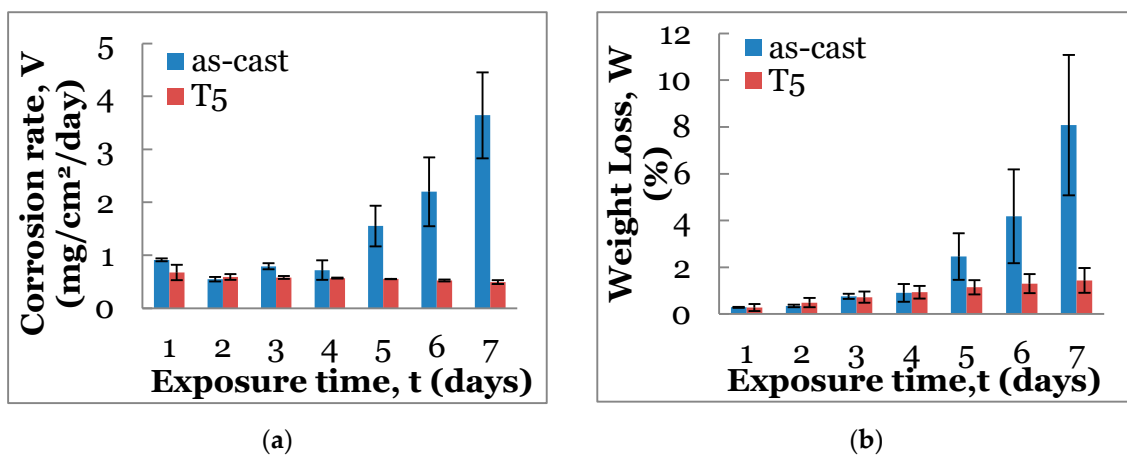 Corrosion rate, V
(mg/cm²/day)
5
4
3
2
1
0
as-cast
T5
1 2 3 4 5 6 7
Exposure time, t (days)
(a)
Weight Loss, W
(%)
12
10
8
6
4
2
0
as-cast
T5
1 2 3 4 5 6 7
Exposure time,t (days)
(b)